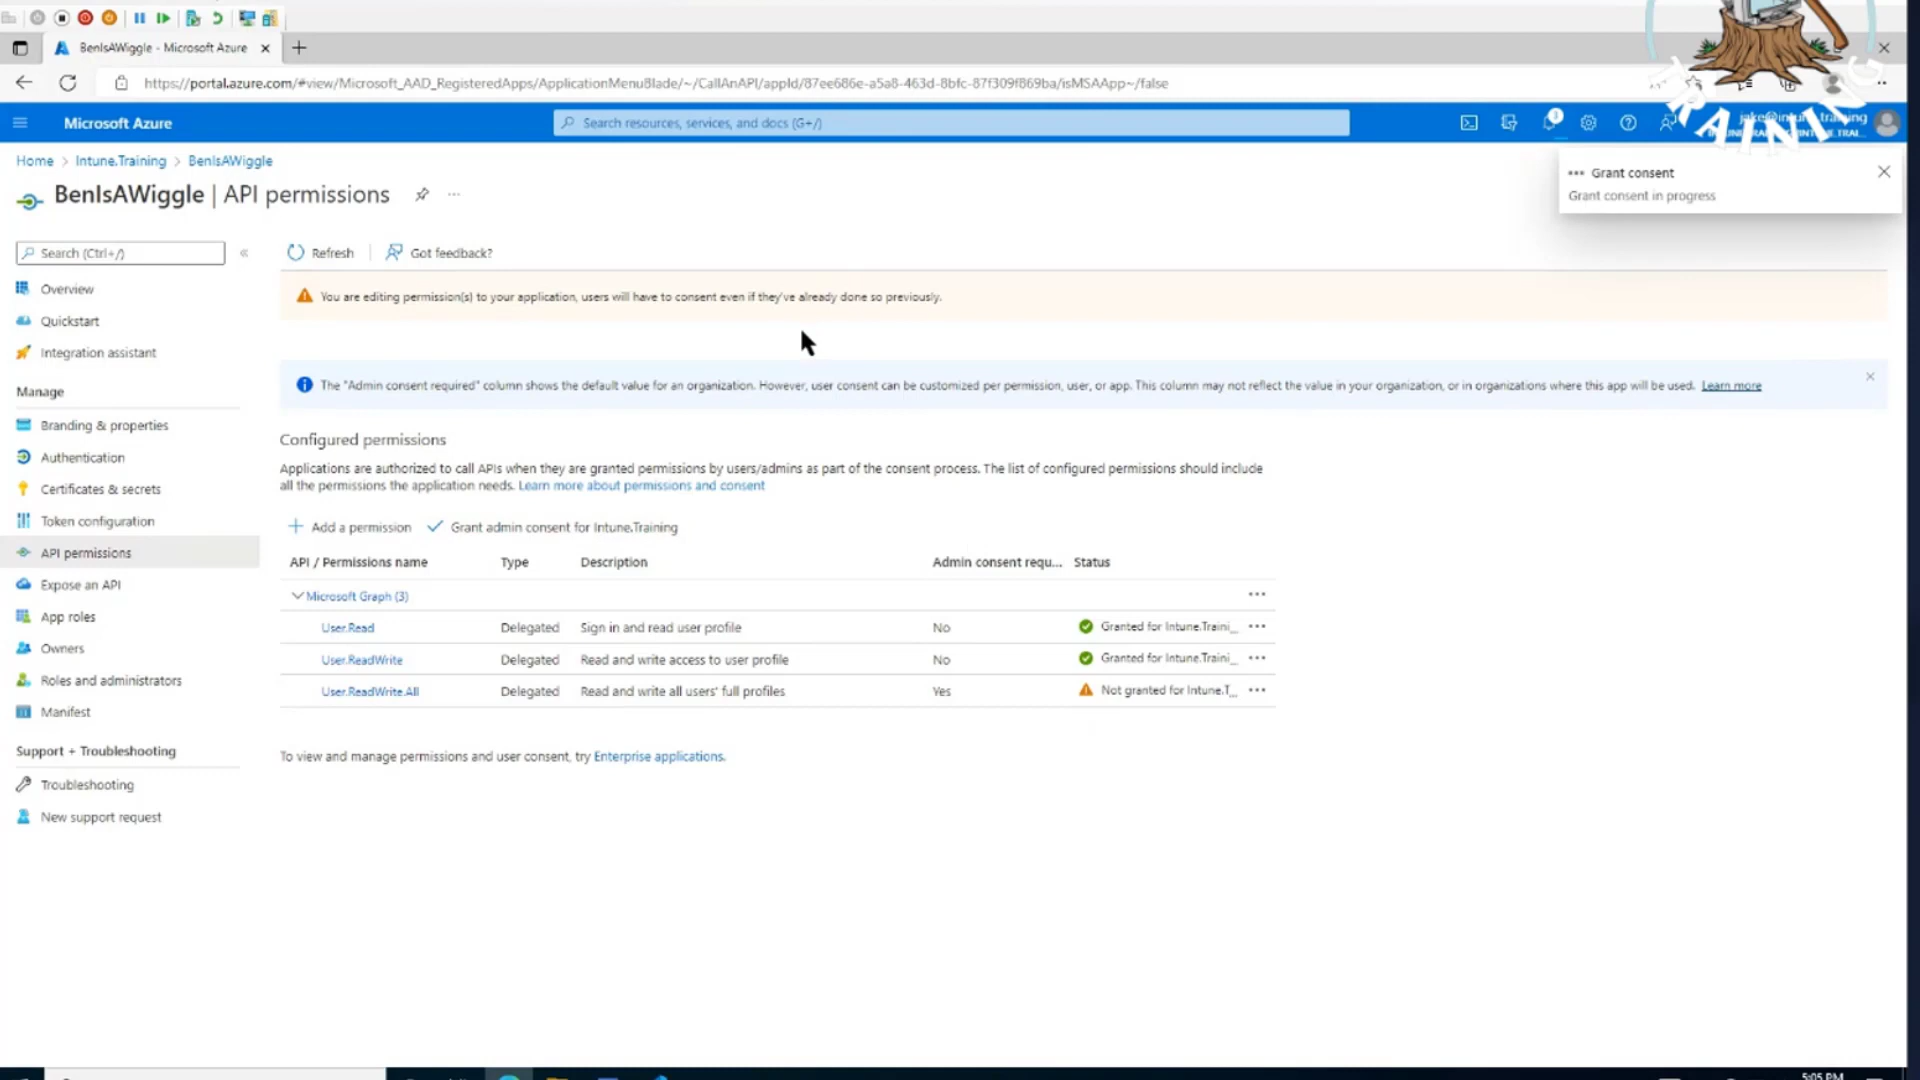 BenIsAWiggle - Microsoft Azure
https://portal.azure.com/#view/Microsoft_AAD_RegisteredApps/ApplicationMenuBlade/~/CallAnAPI/appId/87ee686e-a5a8-463d-8bfc-87f309f869ba/isMSAApp~/false
Microsoft Azure
Search resources, services, and docs (G+/)
1
jake@intune.training
TRAINING
Home > Intune.Training > BenIsAWiggle
BenIsAWiggle | API permissions
Grant consent
Grant consent in progress
Search (Ctrl+/)
Refresh
Got feedback?
Overview
Quickstart
Integration assistant
Manage
Branding & properties
Authentication
Certificates & secrets
Token configuration
API permissions
Expose an API
App roles
Owners
Roles and administrators
Manifest
Support + Troubleshooting
Troubleshooting
New support request
You are editing permission(s) to your application, users will have to consent even if they've already done so previously.
The "Admin consent required" column shows the default value for an organization. However, user consent can be customized per permission, user, or app. This column may not reflect the value in your organization, or in organizations where this app will be used. Learn more
Configured permissions
Applications are authorized to call APIs when they are granted permissions by users/admins as part of the consent process. The list of configured permissions should include
all the permissions the application needs. Learn more about permissions and consent
Add a permission
Grant admin consent for Intune.Training
API / Permissions name Type Description Admin consent requ... Status
Microsoft Graph (3)
User.Read Delegated Sign in and read user profile No Granted for Intune.Traini...
User.ReadWrite Delegated Read and write access to user profile No Granted for Intune.Traini...
User.ReadWrite.All Delegated Read and write all users' full profiles Yes Not granted for Intune.T...
To view and manage permissions and user consent, try Enterprise applications.
5:05 PM